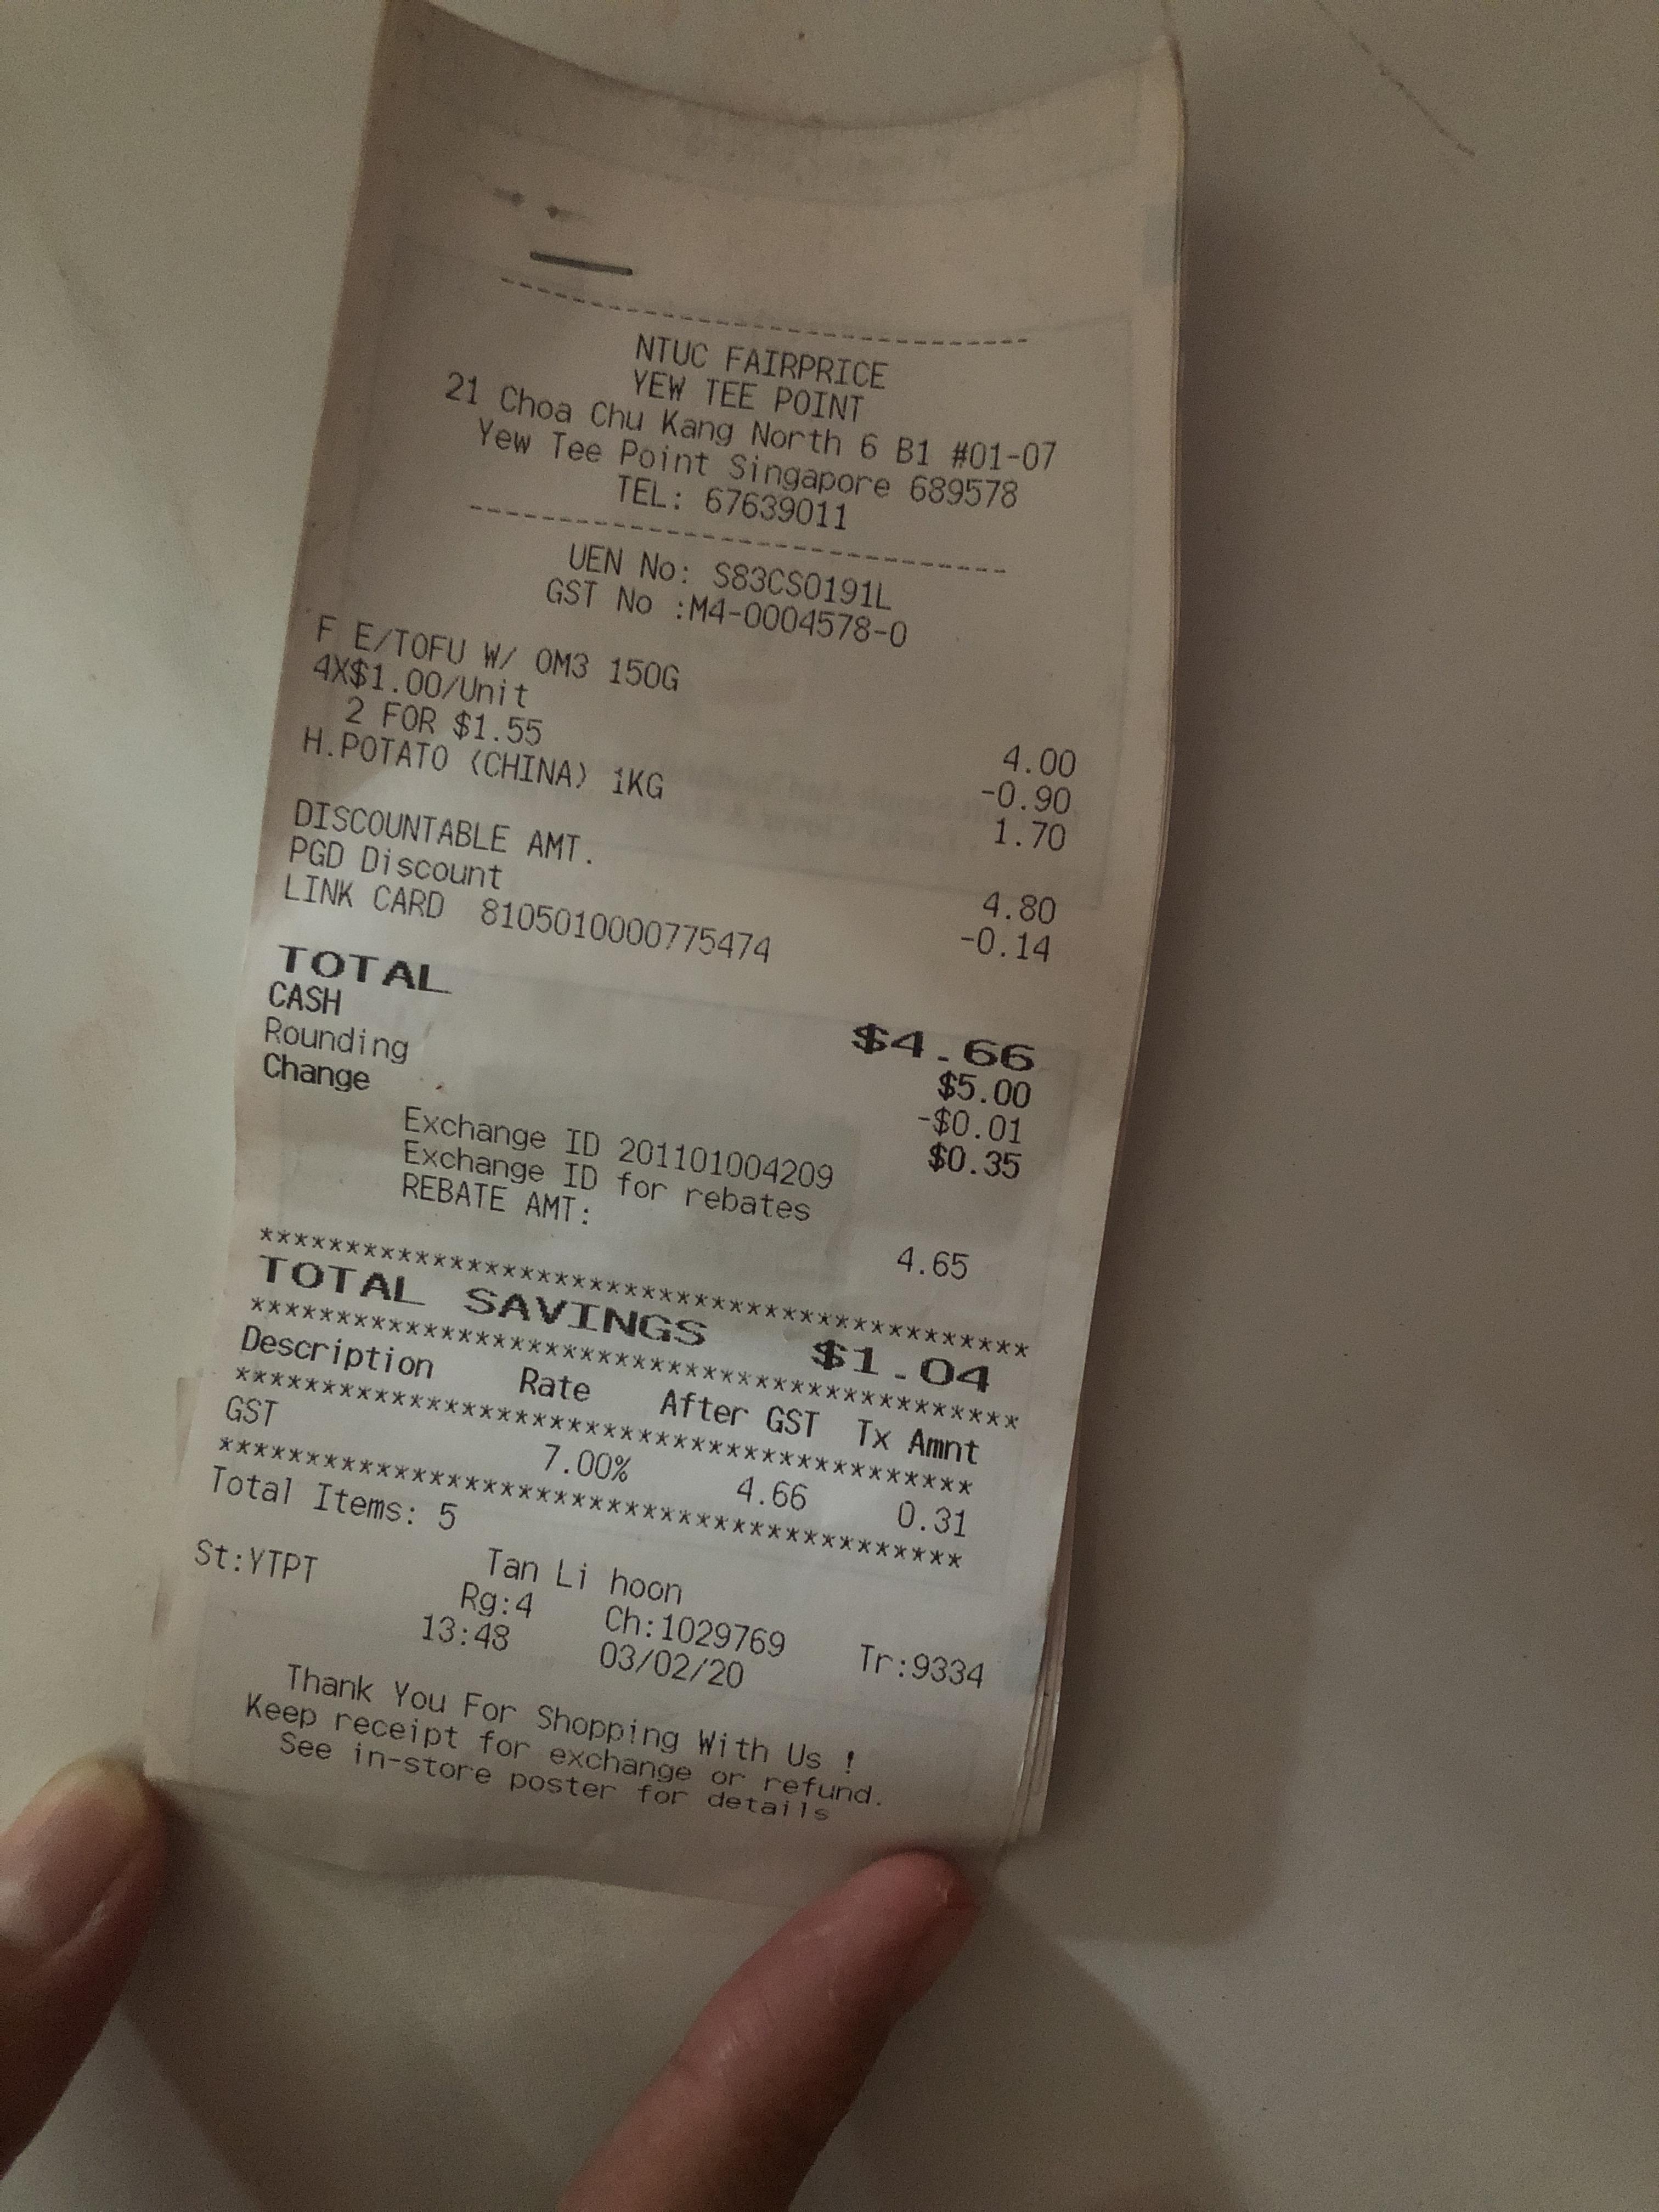 NTUC FAIRPRICE
YEW TEE POINT
21 Choa Chu Kang North 6 B1 #01-07
Yew Tee Point Singapore 689578
TEL: 67639011
UEN No: S83CS0191L
GST No :M4-0004578-0
F E/TOFU W/ OM3 150G
4X$1.00/Unit 4.00
2 FOR $1.55 -0.90
H.POTATO (CHINA) 1KG 1.70
DISCOUNTABLE AMT. 4.80
PGD Discount -0.14
LINK CARD 8105010000775474
TOTAL $4.66
CASH $5.00
Rounding -$0.01
Change $0.35
Exchange ID 201101004209
Exchange ID for rebates
REBATE AMT: 4.65
****************************************
TOTAL SAVINGS $1.04
****************************************
Description Rate After GST Tx Amnt
****************************************
GST 7.00% 4.66 0.31
****************************************
Total Items: 5
Tan Li hoon
St:YTPT Rg:4 Ch:1029769 Tr:9334
13:48 03/02/20
Thank You For Shopping With Us !
Keep receipt for exchange or refund.
See in-store poster for details